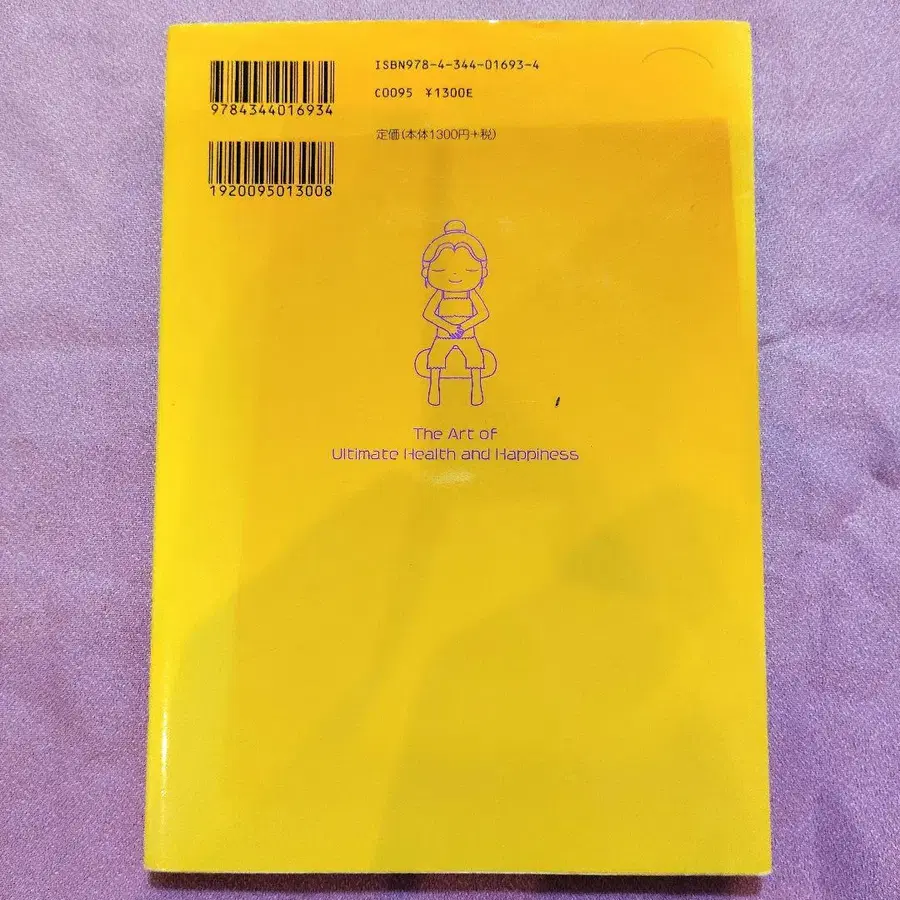 9784344016934
1920095013008
ISBN978-4-344-01693-4
C0095 ¥1300E
定価(本体1300円+税)
The Art of
Ultimate Health and Happiness